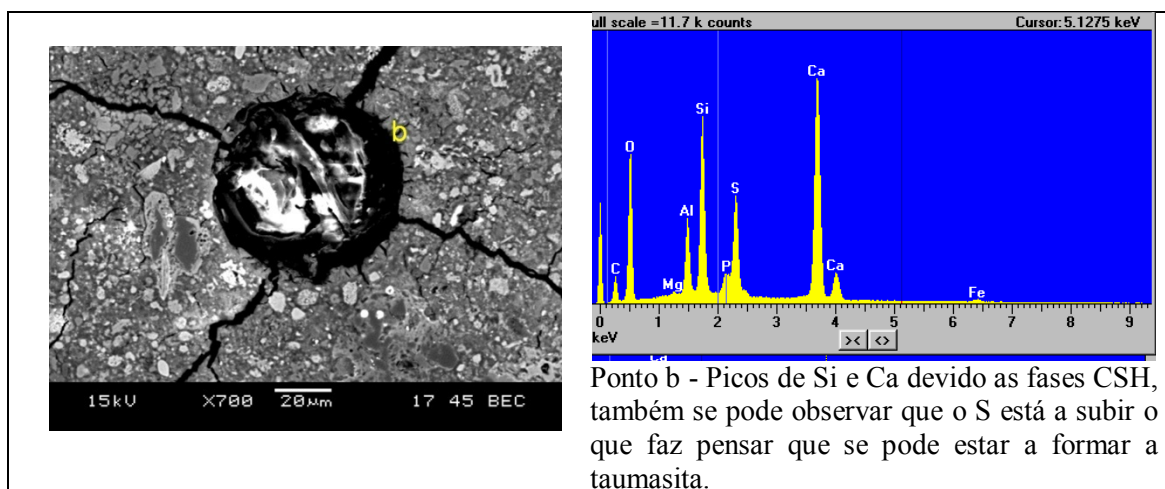 b
15kV X700 20µm 17 45 BEC
ull scale =11.7 k counts Cursor: 5.1275 keV
Ca
Si
O
S
Al
C
Mg
P
Ca
Fe
0 1 2 3 4 5 6 7 8 9
keV
>< <>
Ca
Ponto b - Picos de Si e Ca devido as fases CSH,
também se pode observar que o S está a subir o
que faz pensar que se pode estar a formar a
taumasita.